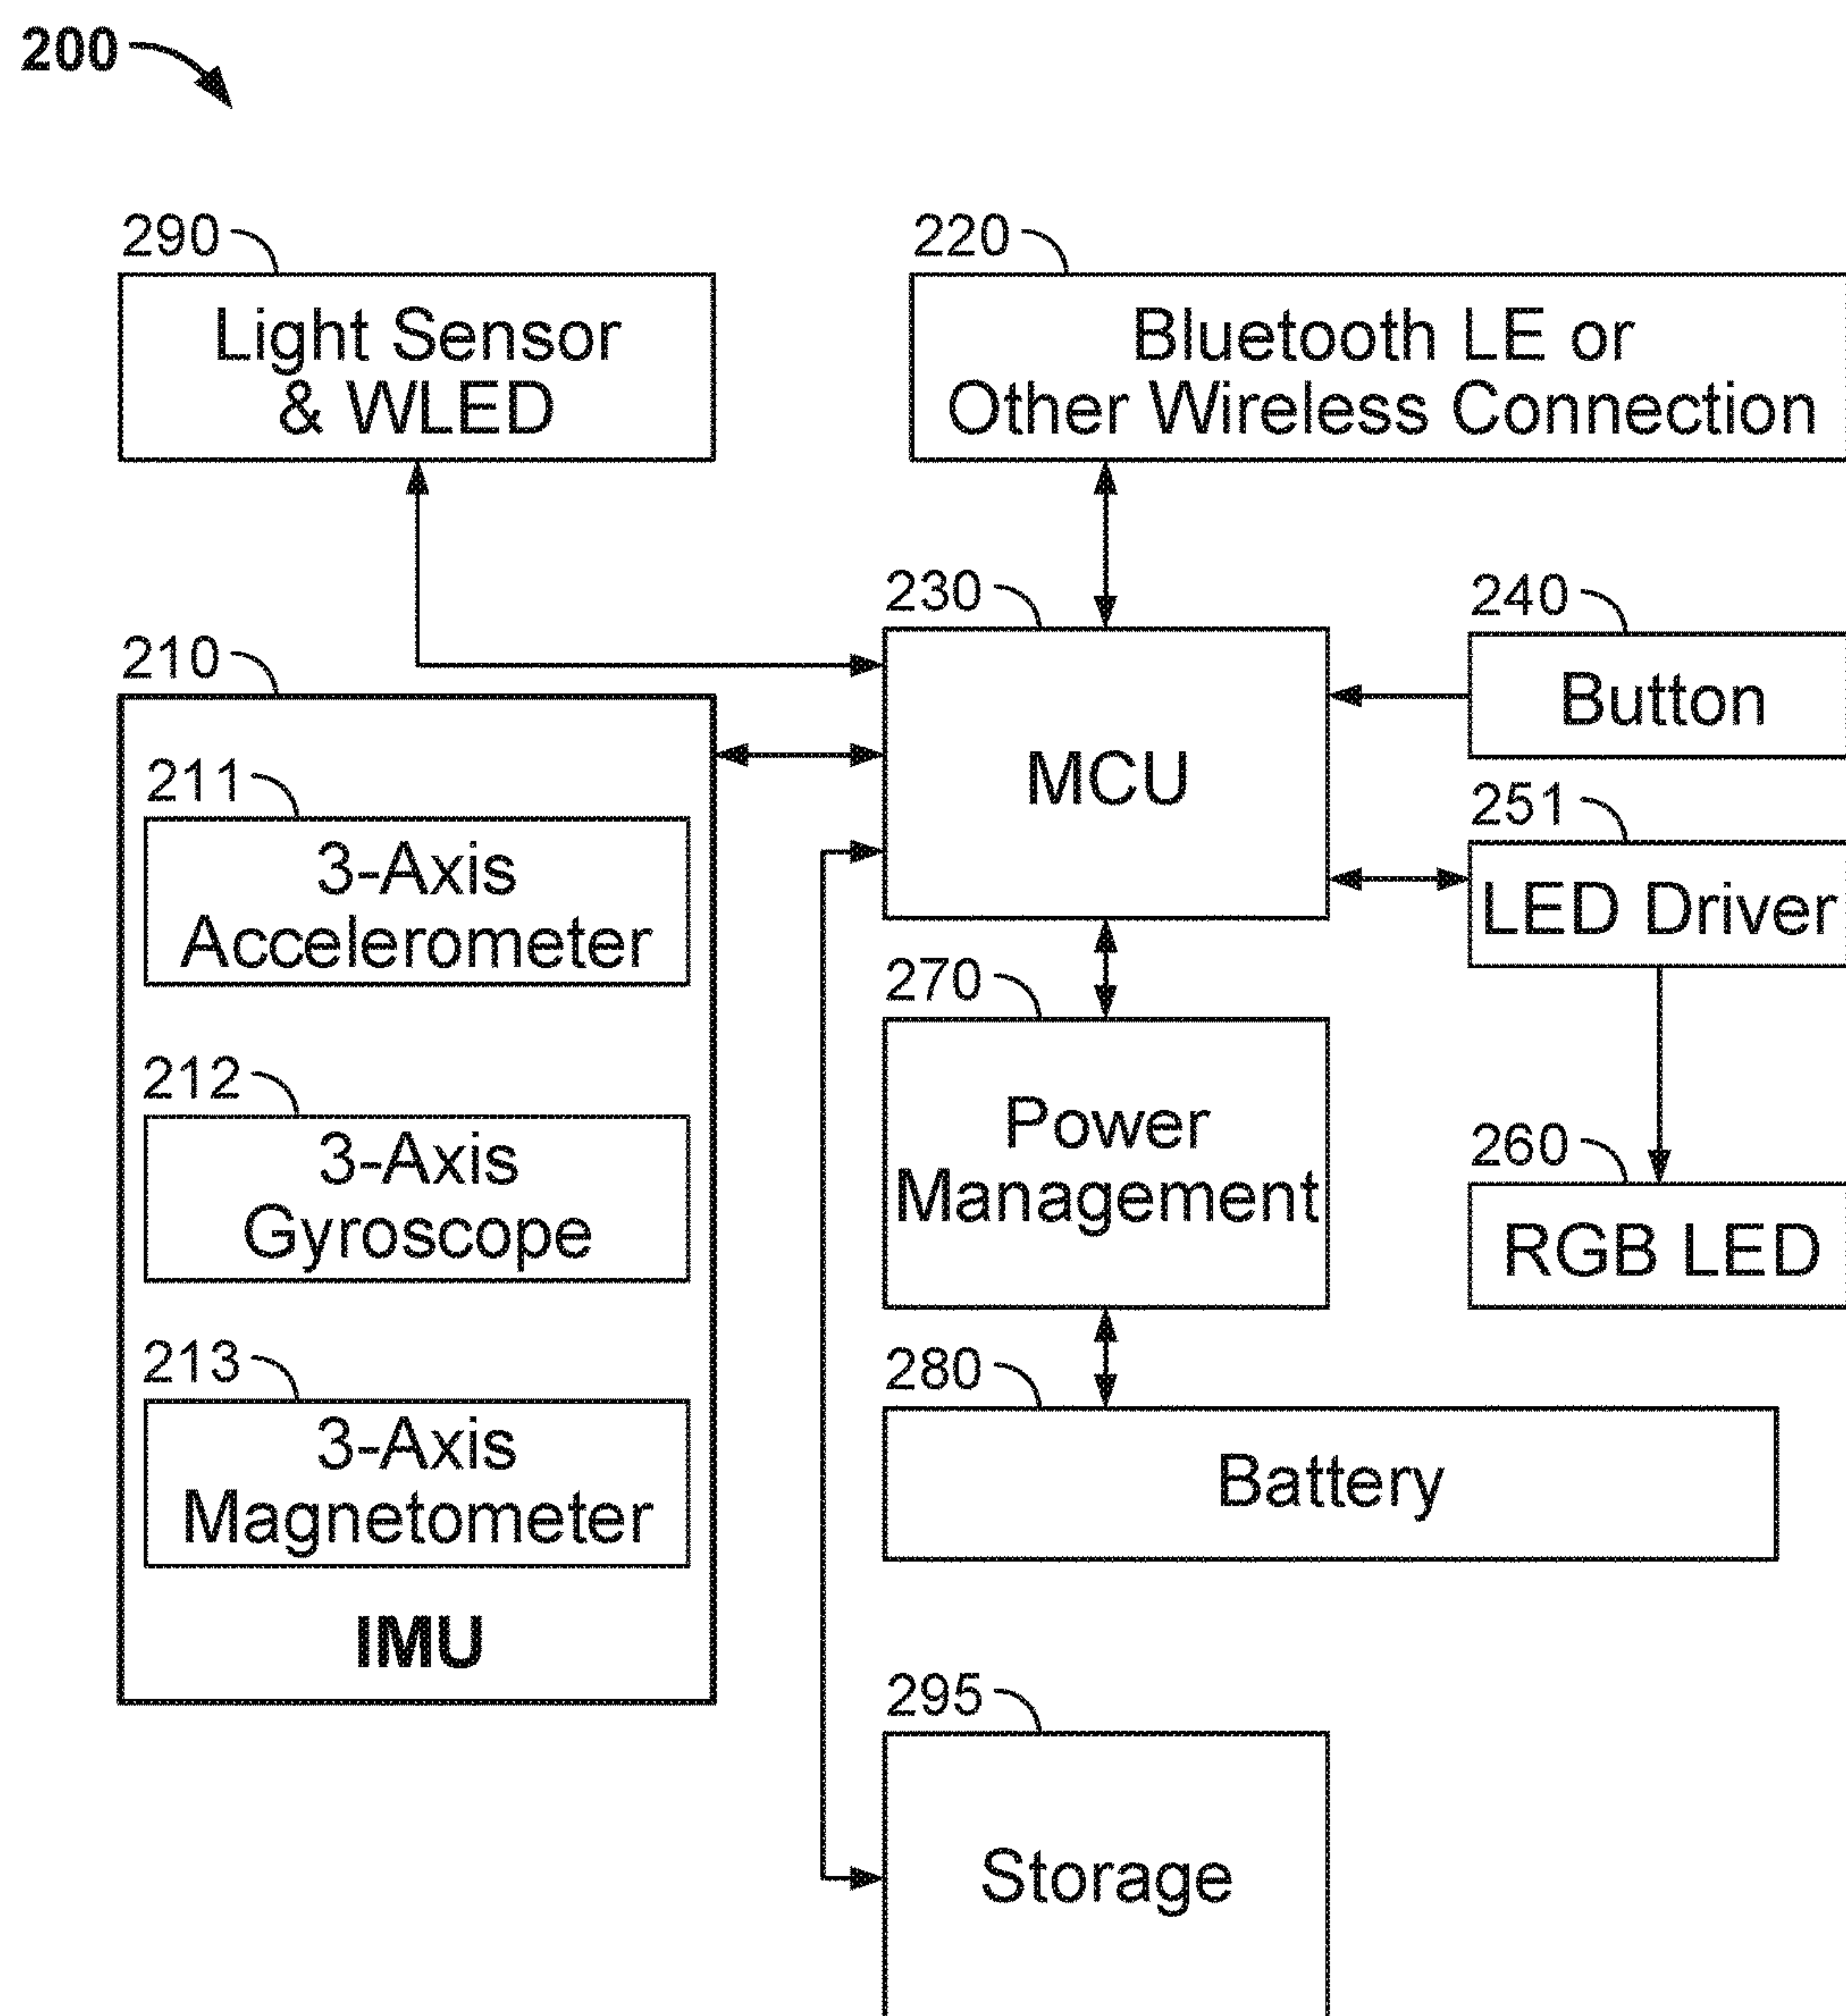 200
290
Light Sensor
& WLED
220
Bluetooth LE or
Other Wireless Connection
230
MCU
240
Button
251
LED Driver
260
RGB LED
210
211
3-Axis
Accelerometer
212
3-Axis
Gyroscope
213
3-Axis
Magnetometer
IMU
270
Power
Management
280
Battery
295
Storage